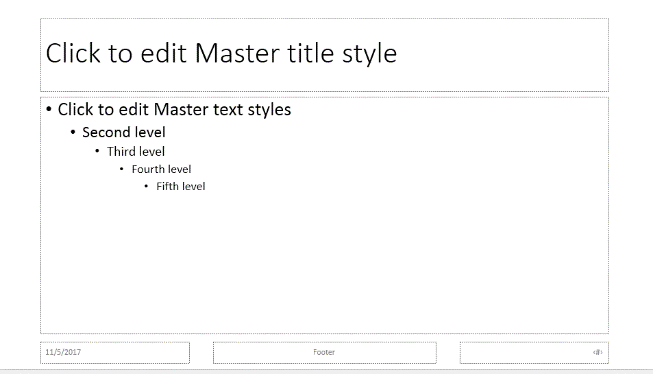 Click to edit Master title style
• Click to edit Master text styles
• Second level
• Third level
• Fourth level
• Fifth level
11/5/2017
Footer
‹#›